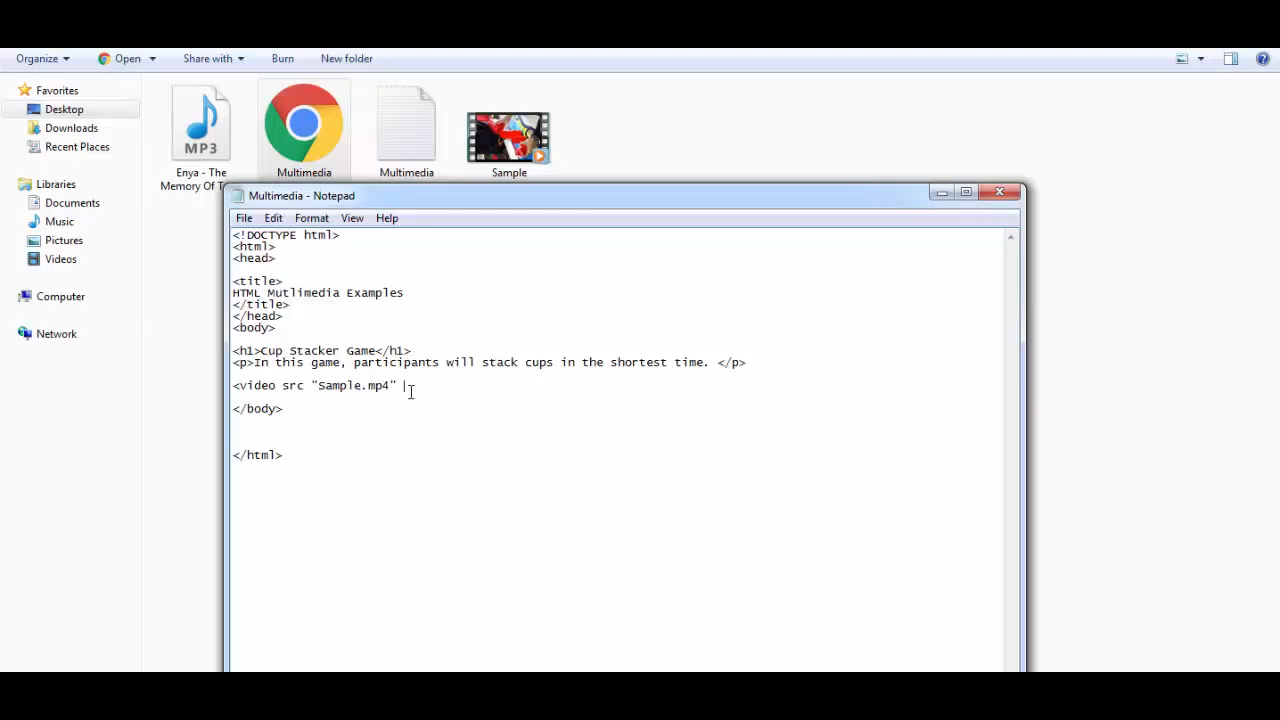 Organize
Open
Share with
Burn
New folder
Favorites
Desktop
Downloads
Recent Places
Libraries
Documents
Music
Pictures
Videos
Computer
Network
MP3
Enya - The
Memory Of T
Multimedia
Multimedia
Sample
Multimedia - Notepad
File Edit Format View Help
<!DOCTYPE html>
<html>
<head>
<title>
HTML Mutlimedia Examples
</title>
</head>
<body>
<h1>Cup Stacker Game</h1>
<p>In this game, participants will stack cups in the shortest time. </p>
<video src "Sample.mp4"
</body>
</html>